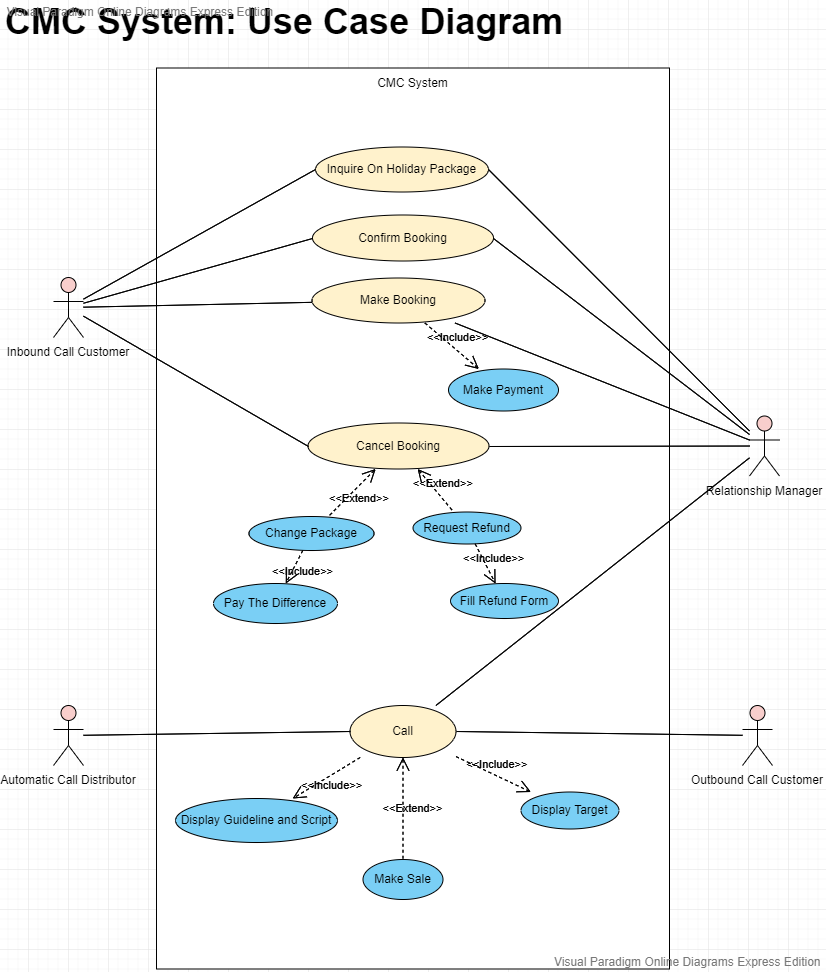 Visual Paradigm Online Diagrams Express Edition
CMC System: Use Case Diagram
CMC System
Inquire On Holiday Package
Confirm Booking
Make Booking
<<Include>>
Inbound Call Customer
Make Payment
Cancel Booking
<<Extend>>
<<Extend>>
Relationship Manager
Change Package
Request Refund
<<Include>>
<<Include>>
Pay The Difference
Fill Refund Form
Call
Automatic Call Distributor
Outbound Call Customer
<<Include>>
<<Include>>
<<Extend>>
Display Guideline and Script
Display Target
Make Sale
Visual Paradigm Online Diagrams Express Edition